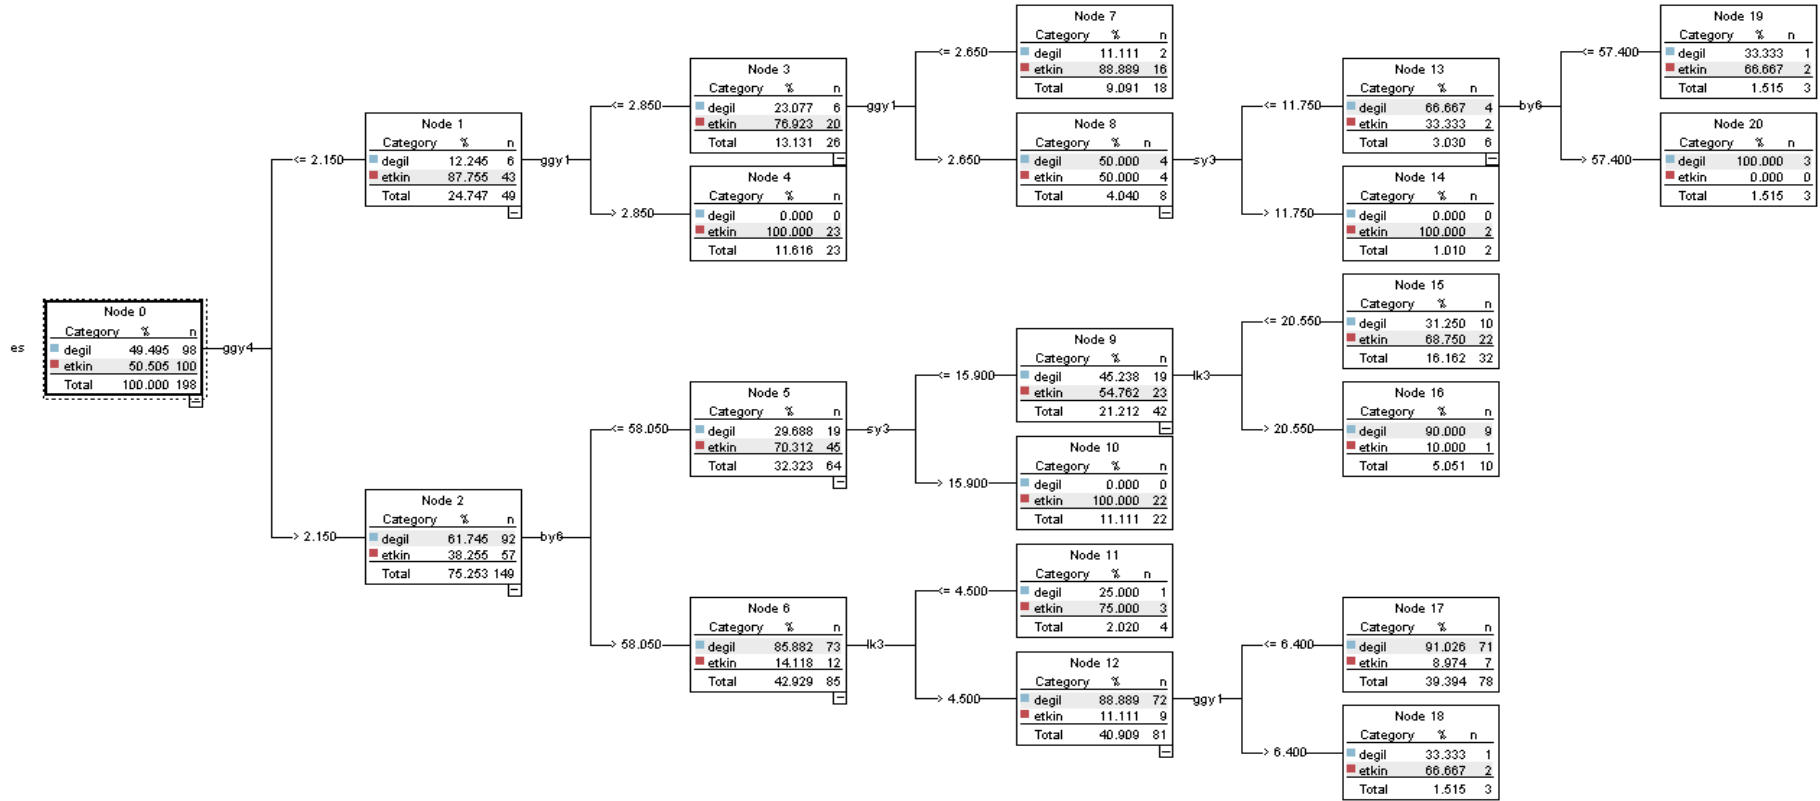 es
Node 0
Category % n
degil 49.495 98
etkin 50.505 100
Total 100.000 198
ggy4
<= 2.150
Node 1
Category % n
degil 12.245 6
etkin 87.755 43
Total 24.747 49
ggy1
> 2.150
Node 2
Category % n
degil 61.745 92
etkin 38.255 57
Total 75.253 149
by6
<= 2.850
Node 3
Category % n
degil 23.077 6
etkin 76.923 20
Total 13.131 26
ggy1
> 2.850
Node 4
Category % n
degil 0.000 0
etkin 100.000 23
Total 11.616 23
<= 58.050
Node 5
Category % n
degil 29.688 19
etkin 70.312 45
Total 32.323 64
sy3
> 58.050
Node 6
Category % n
degil 85.882 73
etkin 14.118 12
Total 42.929 85
lk3
<= 2.650
Node 7
Category % n
degil 11.111 2
etkin 88.889 16
Total 9.091 18
> 2.650
Node 8
Category % n
degil 50.000 4
etkin 50.000 4
Total 4.040 8
sy3
<= 15.900
Node 9
Category % n
degil 45.238 19
etkin 54.762 23
Total 21.212 42
lk3
> 15.900
Node 10
Category % n
degil 0.000 0
etkin 100.000 22
Total 11.111 22
<= 4.500
Node 11
Category % n
degil 25.000 1
etkin 75.000 3
Total 2.020 4
> 4.500
Node 12
Category % n
degil 88.889 72
etkin 11.111 9
Total 40.909 81
ggy1
<= 11.750
Node 13
Category % n
degil 66.667 4
etkin 33.333 2
Total 3.030 6
by6
> 11.750
Node 14
Category % n
degil 0.000 0
etkin 100.000 2
Total 1.010 2
<= 20.550
Node 15
Category % n
degil 31.250 10
etkin 68.750 22
Total 16.162 32
> 20.550
Node 16
Category % n
degil 90.000 9
etkin 10.000 1
Total 5.051 10
<= 6.400
Node 17
Category % n
degil 91.026 71
etkin 8.974 7
Total 39.394 78
> 6.400
Node 18
Category % n
degil 33.333 1
etkin 66.667 2
Total 1.515 3
<= 57.400
Node 19
Category % n
degil 33.333 1
etkin 66.667 2
Total 1.515 3
> 57.400
Node 20
Category % n
degil 100.000 3
etkin 0.000 0
Total 1.515 3